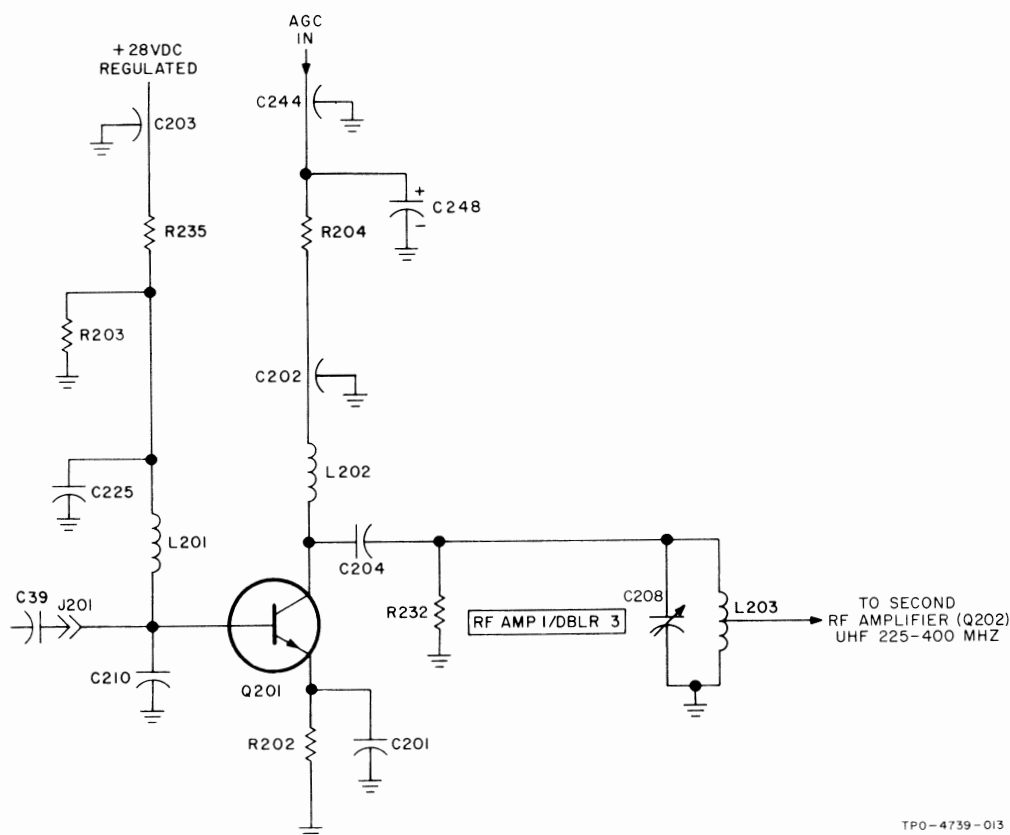 AGC
IN
+28VDC
REGULATED
C244
C203
C248
R235
R204
R203
C202
L202
C225
L201
C204
C39
J201
R232
RF AMP 1/DBLR 3
C208
L203
TO SECOND
RF AMPLIFIER (Q202)
UHF 225-400 MHZ
C210
Q201
R202
C201
+
-
TPO-4739-013